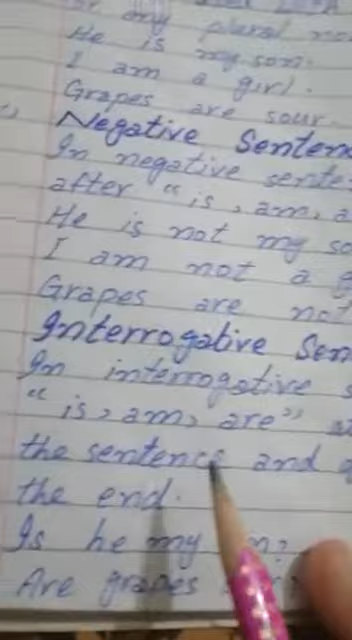 my plural
He is my son.
I am a girl.
Grapes are sour.
Negative Senten
In negative sente
after "is, am, a
He is not my so
I am not a g
Grapes are not
Interrogative Sen
In interrogative s
"is, am, are"
the sentence and
the end.
Is he my
Are grapes